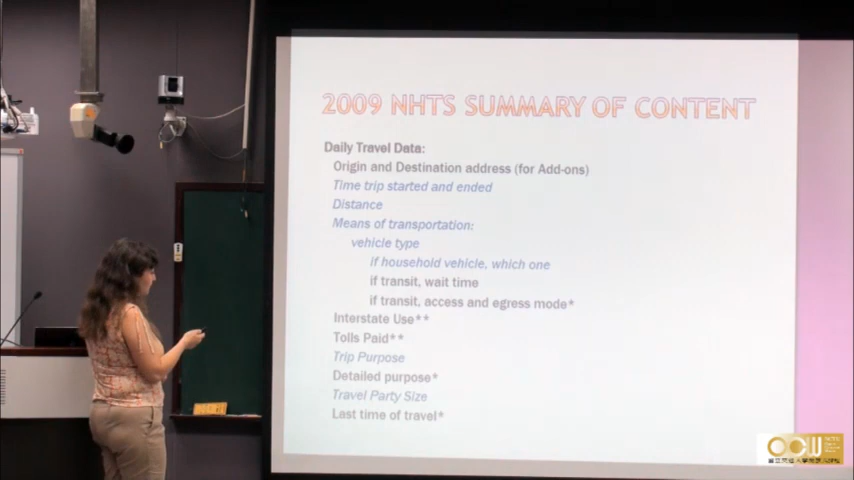 2009 NHTS SUMMARY OF CONTENT
Daily Travel Data:
Origin and Destination address (for Add-ons)
Time trip started and ended
Distance
Means of transportation:
vehicle type
if household vehicle, which one
if transit, wait time
if transit, access and egress mode*
Interstate Use**
Tolls Paid**
Trip Purpose
Detailed purpose*
Travel Party Size
Last time of travel*
OCW